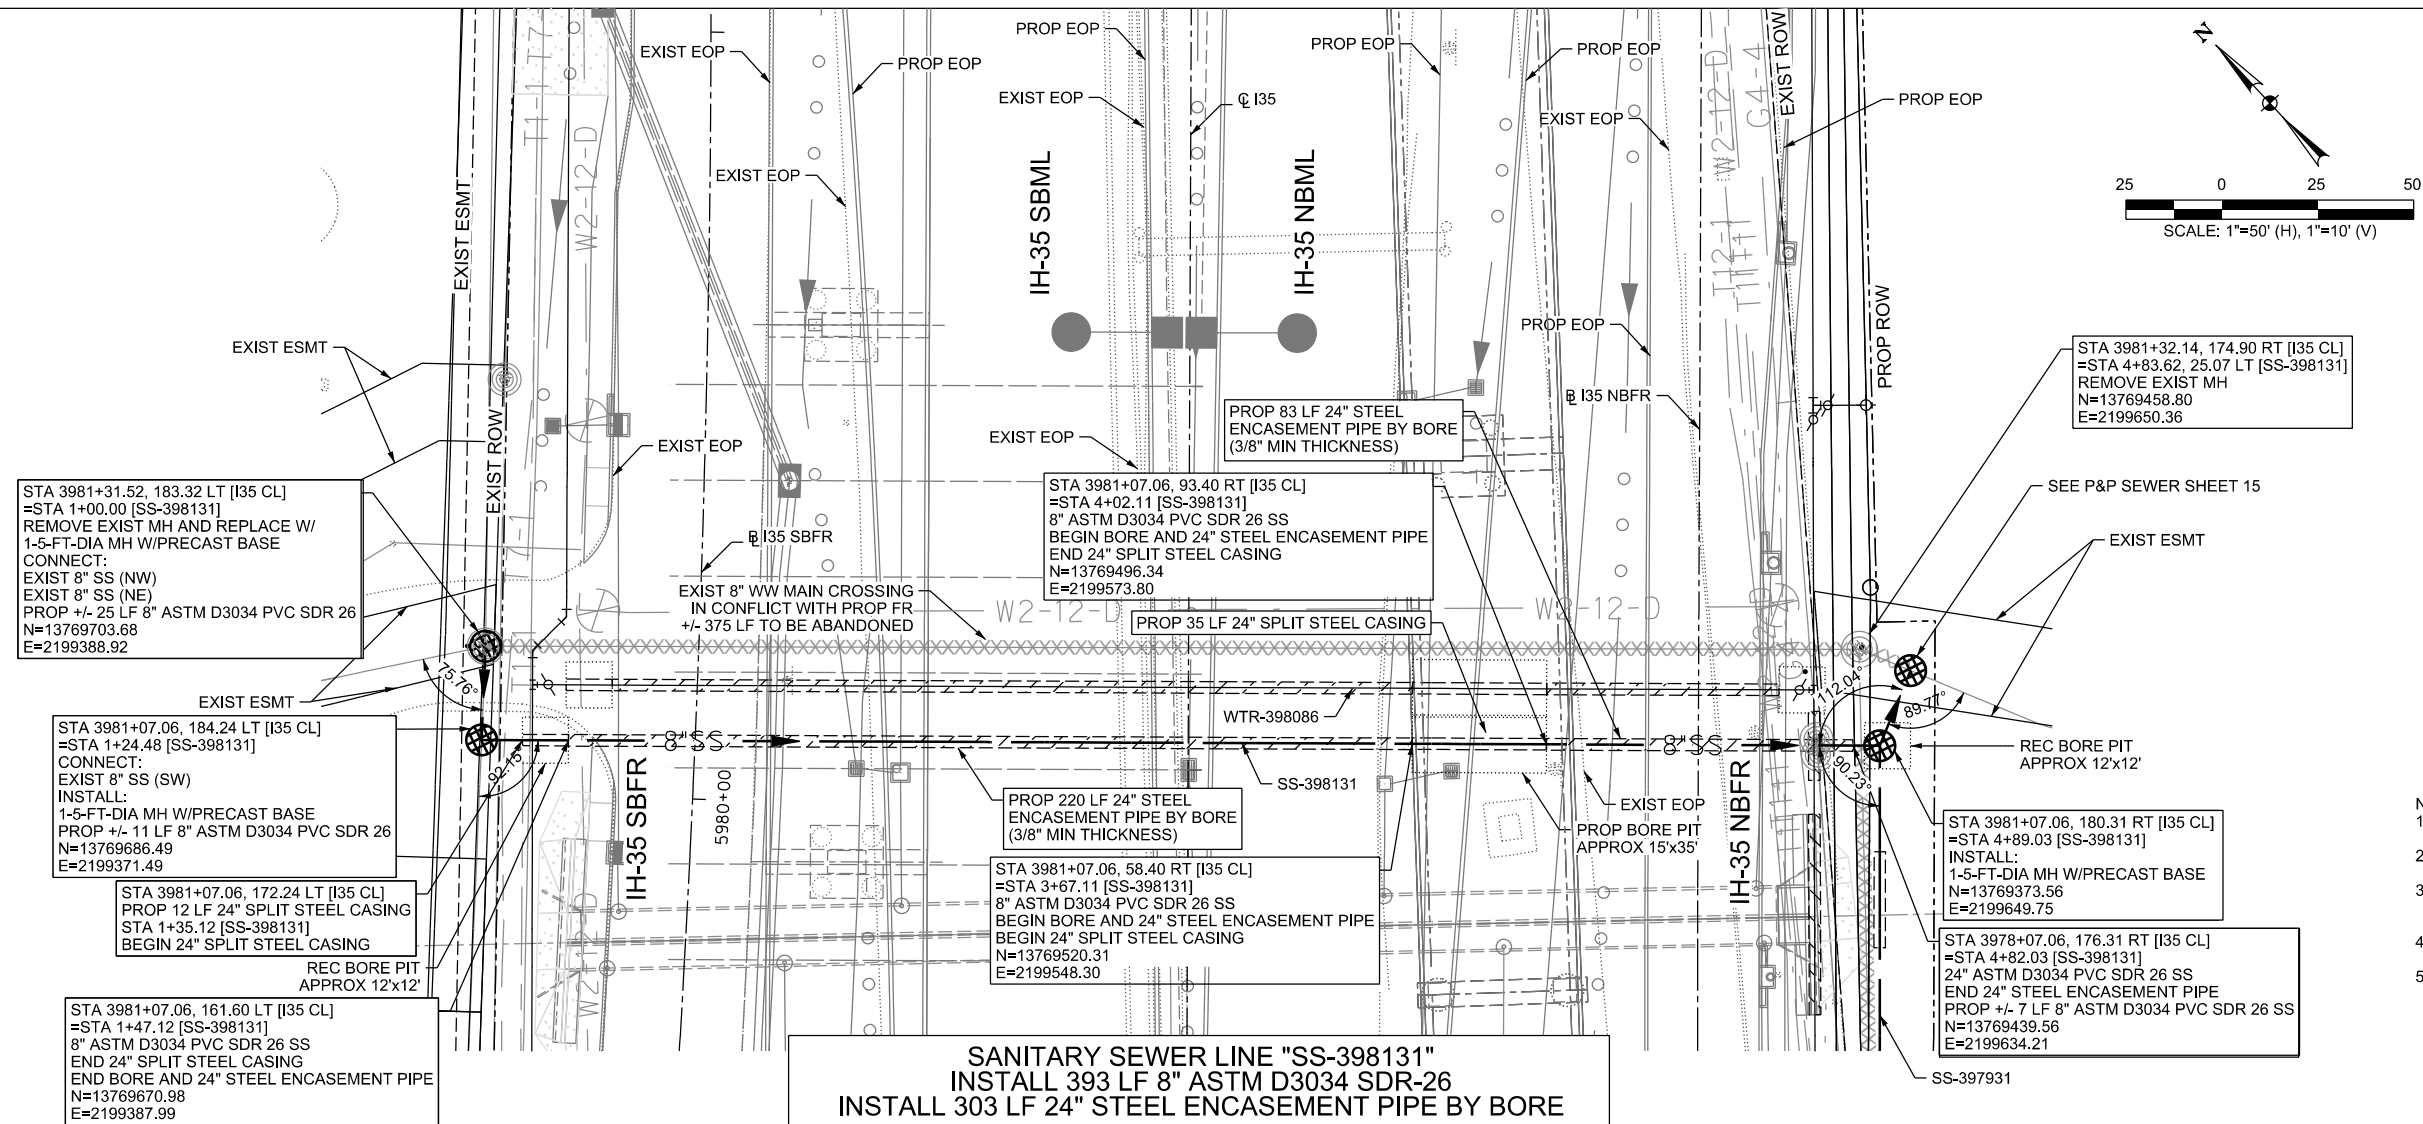 EXIST EOP
PROP EOP
PROP EOP
EXIST EOP
EXIST EOP
℄ I35
PROP EOP
PROP EOP
EXIST EOP
EXIST ROW
PROP EOP
N
25 0 25 50
SCALE: 1"=50' (H), 1"=10' (V)
EXIST ESMT
W2-12-D
IH-35 SBML
IH-35 NBML
W2-12-D
G4-4
T12-1
PROP EOP
PROP ROW
EXIST ESMT
EXIST ROW
EXIST EOP
EXIST EOP
B I35 NBFR
PROP 83 LF 24" STEEL
ENCASEMENT PIPE BY BORE
(3/8" MIN THICKNESS)
STA 3981+32.14, 174.90 RT [I35 CL]
=STA 4+83.62, 25.07 LT [SS-398131]
REMOVE EXIST MH
N=13769458.80
E=2199650.36
STA 3981+31.52, 183.32 LT [I35 CL]
=STA 1+00.00 [SS-398131]
REMOVE EXIST MH AND REPLACE W/
1-5-FT-DIA MH W/PRECAST BASE
CONNECT:
EXIST 8" SS (NW)
EXIST 8" SS (NE)
PROP +/- 25 LF 8" ASTM D3034 PVC SDR 26
N=13769703.68
E=2199388.92
STA 3981+07.06, 93.40 RT [I35 CL]
=STA 4+02.11 [SS-398131]
8" ASTM D3034 PVC SDR 26 SS
BEGIN BORE AND 24" STEEL ENCASEMENT PIPE
END 24" SPLIT STEEL CASING
N=13769496.34
E=2199573.80
SEE P&P SEWER SHEET 15
EXIST ESMT
B I35 SBFR
EXIST 8" WW MAIN CROSSING
IN CONFLICT WITH PROP FR
+/- 375 LF TO BE ABANDONED
W2-12-D
W2-12-D
PROP 35 LF 24" SPLIT STEEL CASING
EXIST ESMT
75.76°
WTR-398086
112.04°
89.77°
STA 3981+07.06, 184.24 LT [I35 CL]
=STA 1+24.48 [SS-398131]
CONNECT:
EXIST 8" SS (SW)
INSTALL:
1-5-FT-DIA MH W/PRECAST BASE
PROP +/- 11 LF 8" ASTM D3034 PVC SDR 26
N=13769686.49
E=2199371.49
92.15°
8" SS
8" SS
90.23°
REC BORE PIT
APPROX 12'x12'
IH-35 SBFR
5980+00
SS-398131
PROP 220 LF 24" STEEL
ENCASEMENT PIPE BY BORE
(3/8" MIN THICKNESS)
EXIST EOP
PROP BORE PIT
APPROX 15'x35'
IH-35 NBFR
STA 3981+07.06, 180.31 RT [I35 CL]
=STA 4+89.03 [SS-398131]
INSTALL:
1-5-FT-DIA MH W/PRECAST BASE
N=13769373.56
E=2199649.75
N
1
2
3
4
5
STA 3981+07.06, 172.24 LT [I35 CL]
PROP 12 LF 24" SPLIT STEEL CASING
STA 1+35.12 [SS-398131]
BEGIN 24" SPLIT STEEL CASING
STA 3981+07.06, 58.40 RT [I35 CL]
=STA 3+67.11 [SS-398131]
8" ASTM D3034 PVC SDR 26 SS
BEGIN BORE AND 24" STEEL ENCASEMENT PIPE
BEGIN 24" SPLIT STEEL CASING
N=13769520.31
E=2199548.30
STA 3978+07.06, 176.31 RT [I35 CL]
=STA 4+82.03 [SS-398131]
24" ASTM D3034 PVC SDR 26 SS
END 24" STEEL ENCASEMENT PIPE
PROP +/- 7 LF 8" ASTM D3034 PVC SDR 26 SS
N=13769439.56
E=2199634.21
REC BORE PIT
APPROX 12'x12'
STA 3981+07.06, 161.60 LT [I35 CL]
=STA 1+47.12 [SS-398131]
8" ASTM D3034 PVC SDR 26 SS
END 24" SPLIT STEEL CASING
END BORE AND 24" STEEL ENCASEMENT PIPE
N=13769670.98
E=2199387.99
SS-397931
SANITARY SEWER LINE "SS-398131"
INSTALL 393 LF 8" ASTM D3034 SDR-26
INSTALL 303 LF 24" STEEL ENCASEMENT PIPE BY BORE